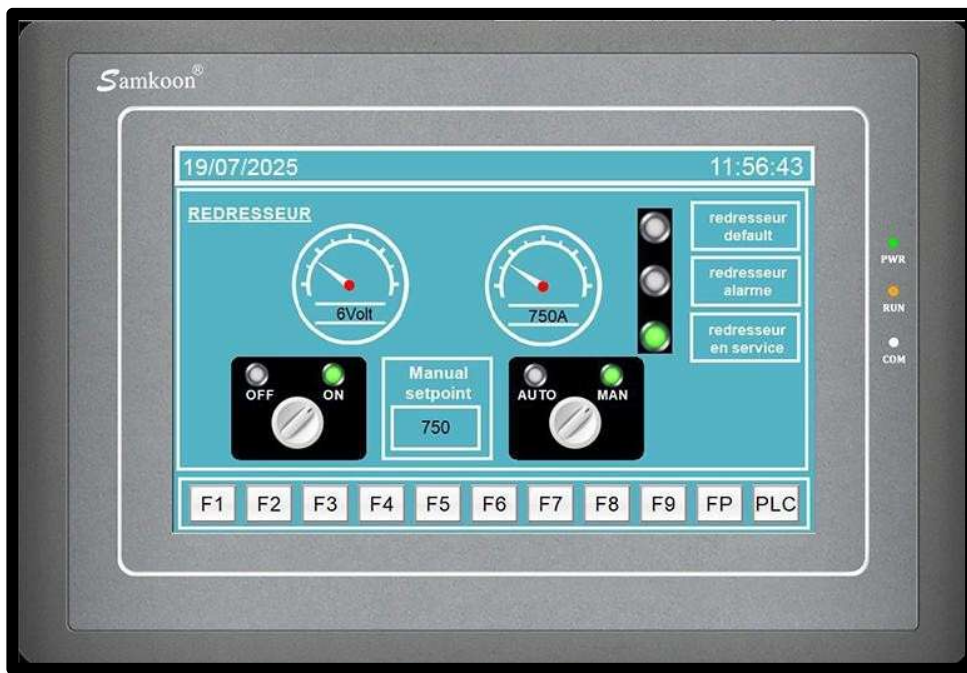 Samkoon®
19/07/2025 11:56:43
REDRESSEUR
redresseur
default
redresseur
alarme
redresseur
en service
6Volt
750A
OFF ON
Manual
setpoint
750
AUTO MAN
F1 F2 F3 F4 F5 F6 F7 F8 F9 FP PLC
PWR
RUN
COM